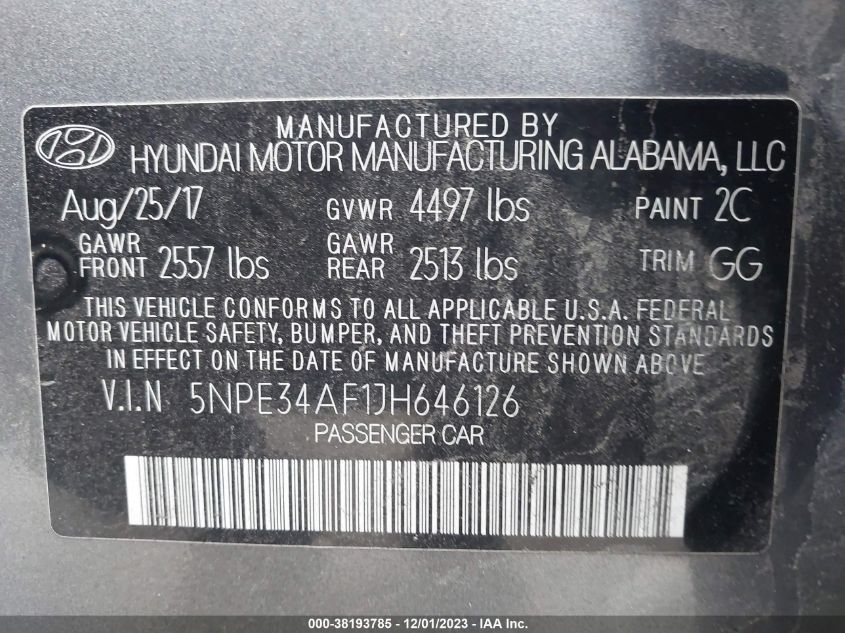 MANUFACTURED BY
HYUNDAI MOTOR MANUFACTURING ALABAMA, LLC
Aug/25/17 GVWR 4497 lbs PAINT 2C
GAWR FRONT 2557 lbs GAWR REAR 2513 lbs TRIM GG
THIS VEHICLE CONFORMS TO ALL APPLICABLE U.S.A. FEDERAL
MOTOR VEHICLE SAFETY, BUMPER, AND THEFT PREVENTION STANDARDS
IN EFFECT ON THE DATE OF MANUFACTURE SHOWN ABOVE
V.I.N 5NPE34AF1JH646126
PASSENGER CAR
000-38193785 - 12/01/2023 - IAA Inc.